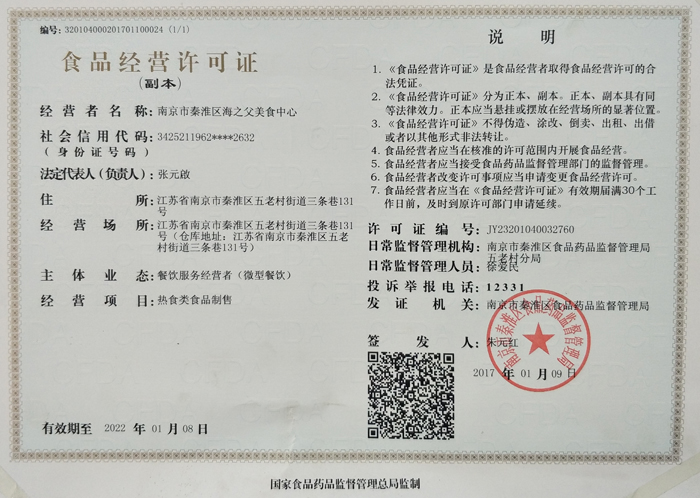 编号: 320104000201701100024 (1/1)
食品经营许可证
(副本)
经营者名称: 南京市秦淮区海之父美食中心
社会信用代码: 3425211962****2632
(身份证号码)
法定代表人(负责人): 张元啟
住所: 江苏省南京市秦淮区五老村街道三条巷131
号
经营场所: 江苏省南京市秦淮区五老村街道三条巷131
号（仓库地址: 江苏省南京市秦淮区五老
村街道三条巷131号）
主体业态: 餐饮服务经营者（微型餐饮）
经营项目: 热食类食品制售
有效期至 2022 年 01 月 08 日
说 明
1. 《食品经营许可证》是食品经营者取得食品经营许可的合
法凭证。
2. 《食品经营许可证》分为正本、副本。正本、副本具有同
等法律效力。正本应当悬挂或摆放在经营场所的显著位置。
3. 《食品经营许可证》不得伪造、涂改、倒卖、出租、出借
或者以其他形式非法转让。
4. 食品经营者应当在核准的许可范围内开展食品经营。
5. 食品经营者应当接受食品药品监督管理部门的监督管理。
6. 食品经营者改变许可事项应当申请变更食品经营许可。
7. 食品经营者应当在《食品经营许可证》有效期届满30个工
作日前，及时到原许可部门申请延续。
许可证编号: JY23201040032760
日常监督管理机构: 南京市秦淮区食品药品监督管理局
五老村分局
日常监督管理人员: 徐爱民
投诉举报电话: 12331
发证机关: 南京市秦淮区食品药品监督管理局
签发人: 朱元红
南京市秦淮区食品药品监督管理局
2017 年 01 月 09 日
国家食品药品监督管理总局监制